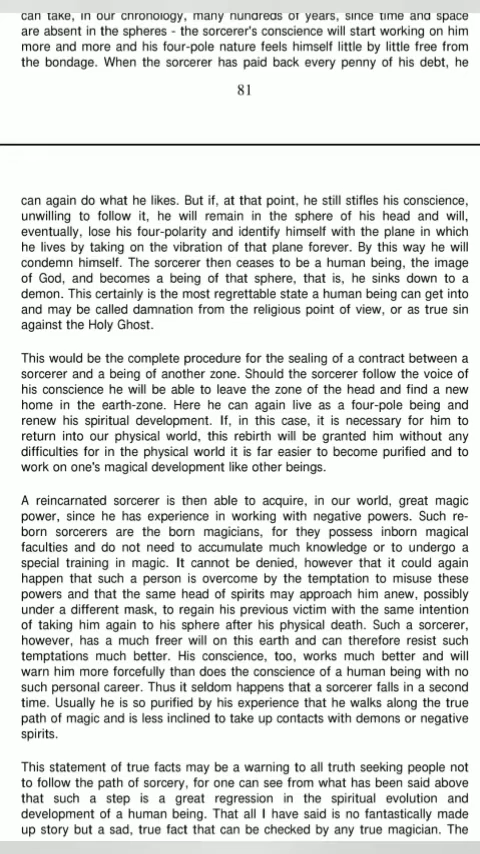 can take, in our chronology, many hundreds of years, since time and space
are absent in the spheres - the sorcerer's conscience will start working on him
more and more and his four-pole nature feels himself little by little free from
the bondage. When the sorcerer has paid back every penny of his debt, he
81
can again do what he likes. But if, at that point, he still stifles his conscience,
unwilling to follow it, he will remain in the sphere of his head and will,
eventually, lose his four-polarity and identify himself with the plane in which
he lives by taking on the vibration of that plane forever. By this way he will
condemn himself. The sorcerer then ceases to be a human being, the image
of God, and becomes a being of that sphere, that is, he sinks down to a
demon. This certainly is the most regrettable state a human being can get into
and may be called damnation from the religious point of view, or as true sin
against the Holy Ghost.
This would be the complete procedure for the sealing of a contract between a
sorcerer and a being of another zone. Should the sorcerer follow the voice of
his conscience he will be able to leave the zone of the head and find a new
home in the earth-zone. Here he can again live as a four-pole being and
renew his spiritual development. If, in this case, it is necessary for him to
return into our physical world, this rebirth will be granted him without any
difficulties for in the physical world it is far easier to become purified and to
work on one's magical development like other beings.
A reincarnated sorcerer is then able to acquire, in our world, great magic
power, since he has experience in working with negative powers. Such re-
born sorcerers are the born magicians, for they possess inborn magical
faculties and do not need to accumulate much knowledge or to undergo a
special training in magic. It cannot be denied, however that it could again
happen that such a person is overcome by the temptation to misuse these
powers and that the same head of spirits may approach him anew, possibly
under a different mask, to regain his previous victim with the same intention
of taking him again to his sphere after his physical death. Such a sorcerer,
however, has a much freer will on this earth and can therefore resist such
temptations much better. His conscience, too, works much better and will
warn him more forcefully than does the conscience of a human being with no
such personal career. Thus it seldom happens that a sorcerer falls in a second
time. Usually he is so purified by his experience that he walks along the true
path of magic and is less inclined to take up contacts with demons or negative
spirits.
This statement of true facts may be a warning to all truth seeking people not
to follow the path of sorcery, for one can see from what has been said above
that such a step is a great regression in the spiritual evolution and
development of a human being. That all I have said is no fantastically made
up story but a sad, true fact that can be checked by any true magician. The